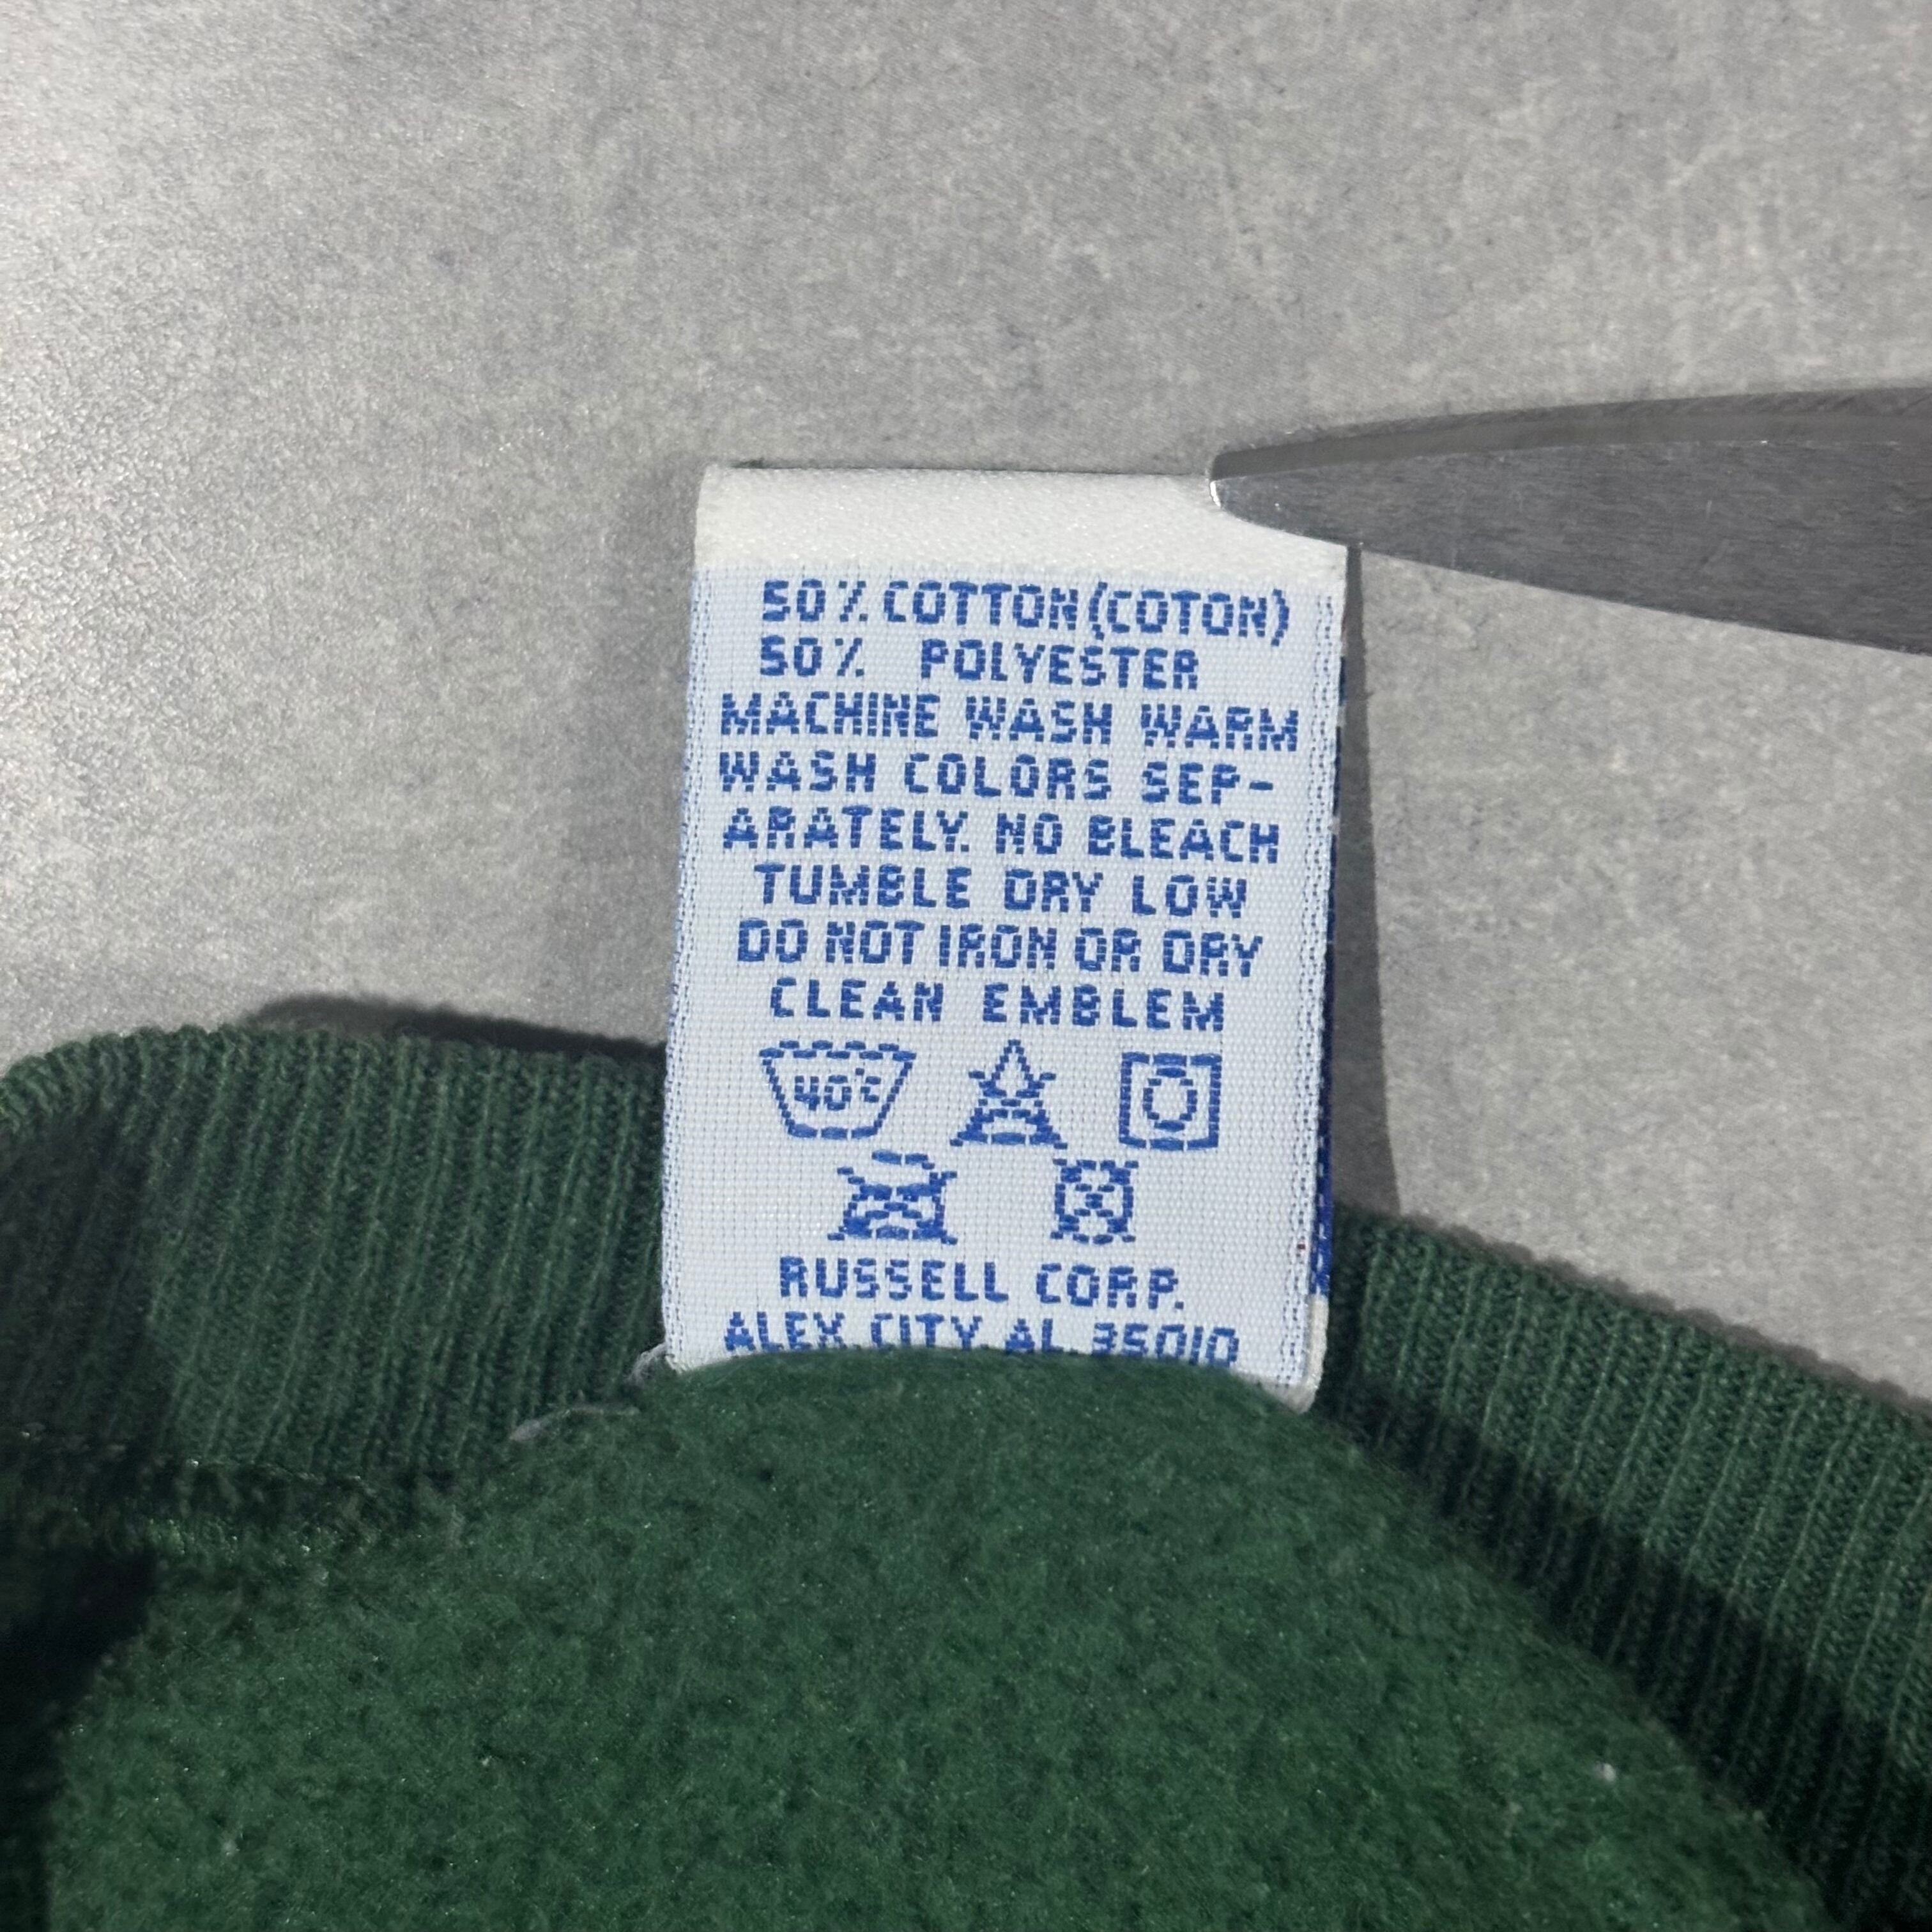 50% COTTON (COTON)
50% POLYESTER
MACHINE WASH WARM
WASH COLORS SEP-
ARATELY. NO BLEACH
TUMBLE DRY LOW
DO NOT IRON OR DRY
CLEAN EMBLEM
40°C
RUSSELL CORP.
ALEX. CITY, AL. 35010